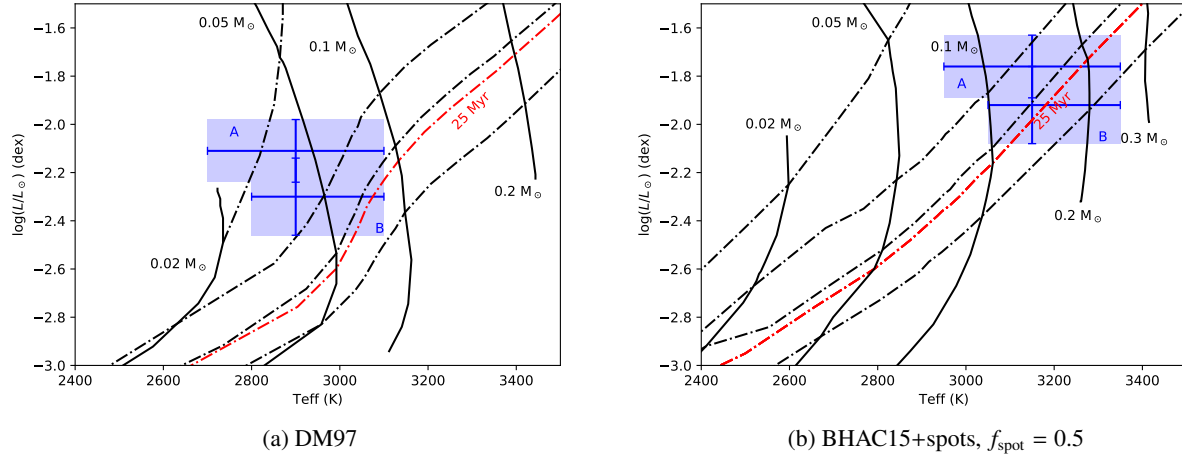 −1.6
−1.8
−2.0
−2.2
−2.4
−2.6
−2.8
−3.0
log(L/L⊙) (dex)
2400 2600 2800 3000 3200 3400
Teff (K)
0.05 M⊙
0.1 M⊙
25 Myr
A
B
0.02 M⊙
0.2 M⊙
(a) DM97
−1.6
−1.8
−2.0
−2.2
−2.4
−2.6
−2.8
−3.0
log(L/L⊙) (dex)
2400 2600 2800 3000 3200 3400
Teff (K)
0.05 M⊙
0.1 M⊙
A
25 Myr
0.02 M⊙
B
0.3 M⊙
0.2 M⊙
(b) BHAC15+spots, fspot = 0.5